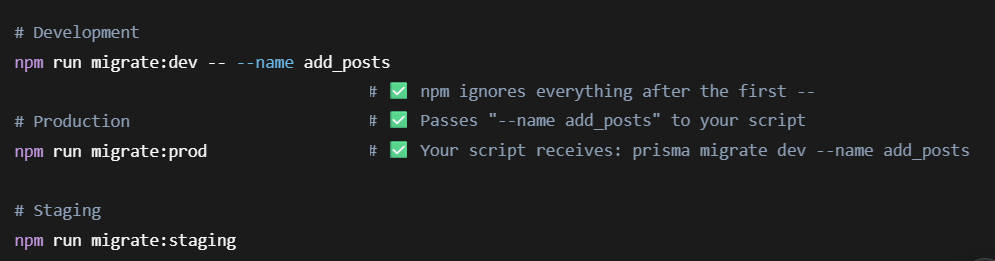 # Development
npm run migrate:dev -- --name add_posts
# ✅ npm ignores everything after the first --
# Production # ✅ Passes "--name add_posts" to your script
npm run migrate:prod # ✅ Your script receives: prisma migrate dev --name add_posts
# Staging
npm run migrate:staging